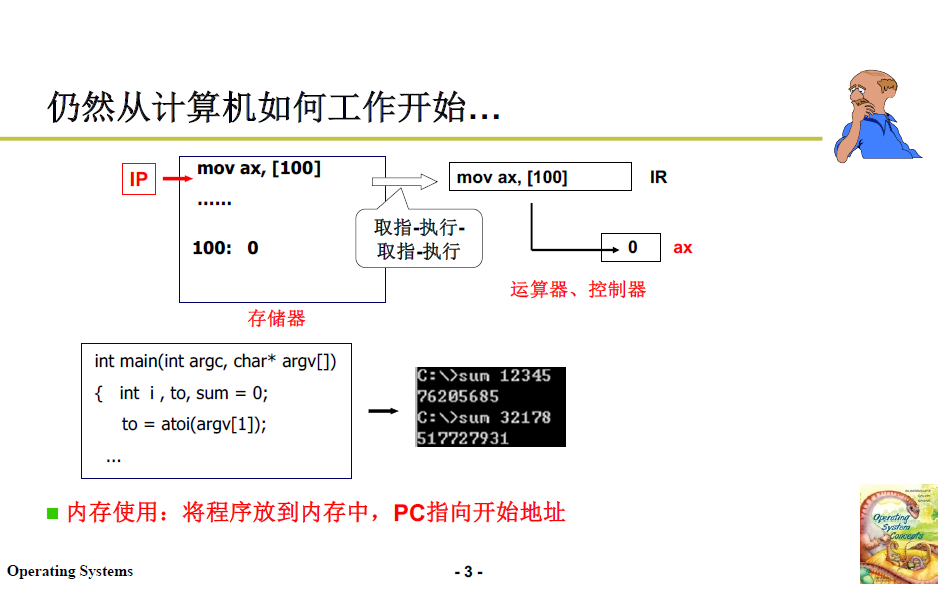 仍然从计算机如何工作开始…
IP
mov ax, [100]
……
100: 0
存储器
取指-执行-
取指-执行
mov ax, [100]
IR
0
ax
运算器、控制器
int main(int argc, char* argv[])
{ int i , to, sum = 0;
to = atoi(argv[1]);
…
C:\>sum 12345
76205685
C:\>sum 32178
517727931
内存使用：将程序放到内存中，PC指向开始地址
Operating
System
Concepts
Operating Systems
- 3 -